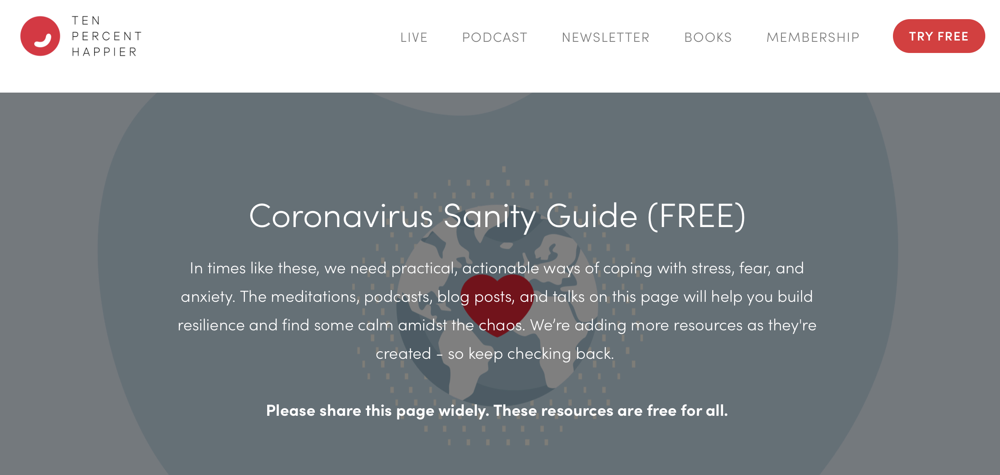 TEN
PERCENT
HAPPIER
LIVE PODCAST NEWSLETTER BOOKS MEMBERSHIP TRY FREE
Coronavirus Sanity Guide (FREE)
In times like these, we need practical, actionable ways of coping with stress, fear, and
anxiety. The meditations, podcasts, blog posts, and talks on this page will help you build
resilience and find some calm amidst the chaos. We’re adding more resources as they're
created - so keep checking back.
Please share this page widely. These resources are free for all.